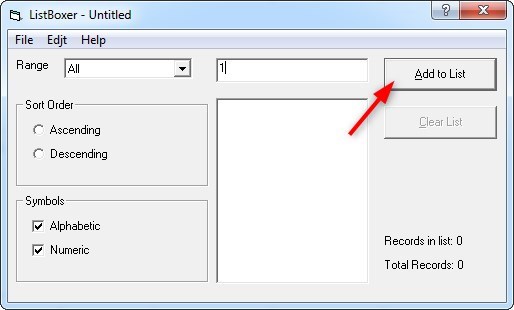 ListBoxer - Untitled
File Edjt Help
Range All 1 Add to List
Sort Order
Ascending
Clear List
Descending
Symbols
Alphabetic
Numeric
Records in list: 0
Total Records: 0